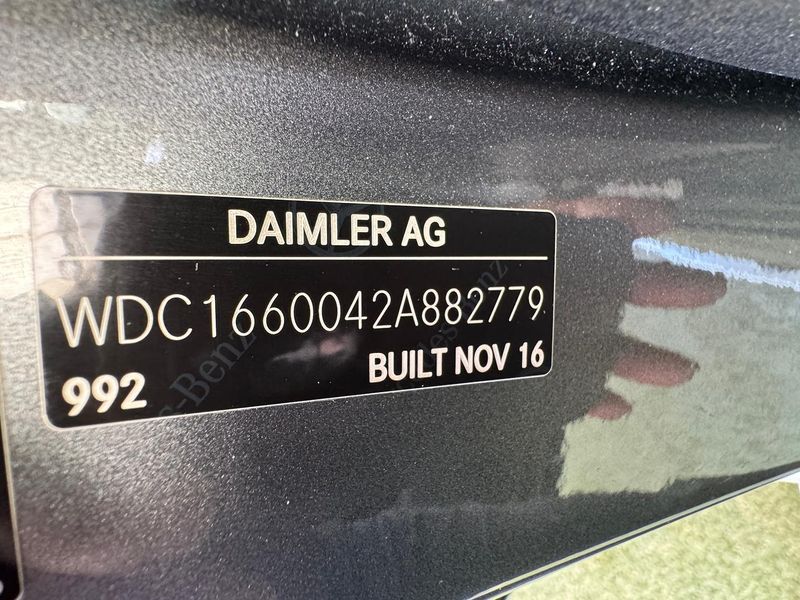 DAIMLER AG
WDC1660042A882779
992
BUILT NOV 16